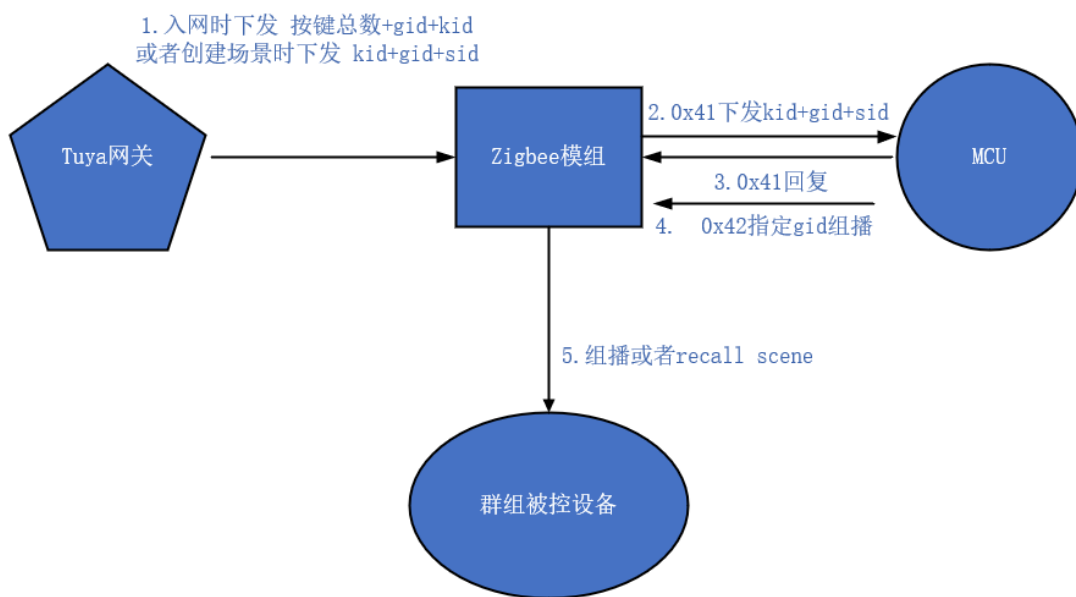 1.入网时下发 按键总数+gid+kid
或者创建场景时下发 kid+gid+sid
Tuya网关
Zigbee模组
2.0x41下发kid+gid+sid
MCU
3.0x41回复
4. 0x42指定gid组播
5.组播或者recall scene
群组被控设备